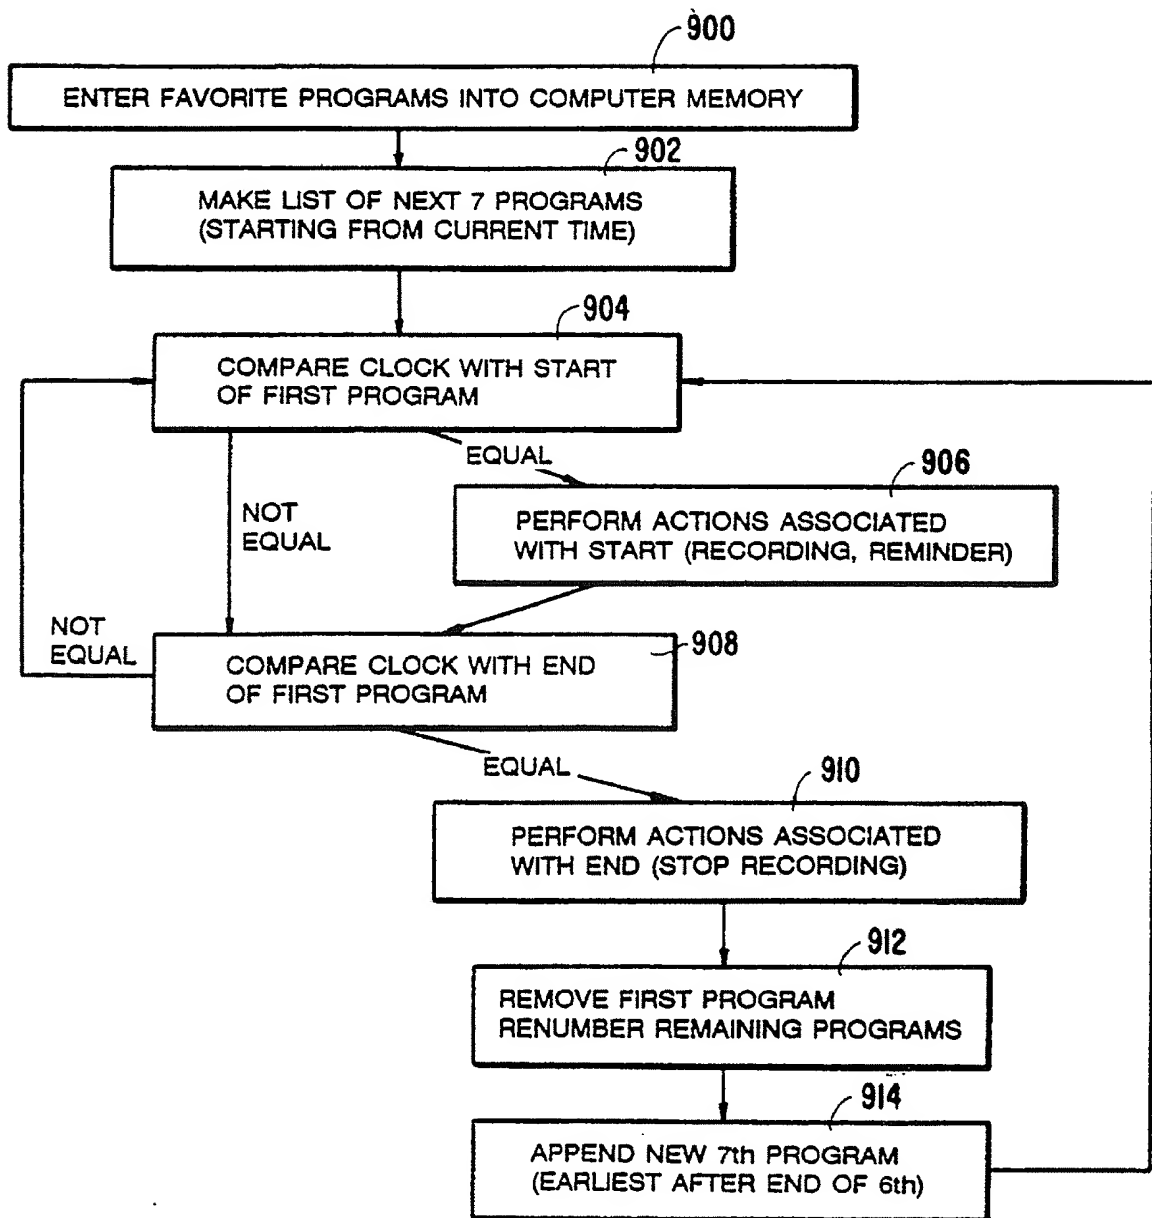 900
ENTER FAVORITE PROGRAMS INTO COMPUTER MEMORY
902
MAKE LIST OF NEXT 7 PROGRAMS
(STARTING FROM CURRENT TIME)
904
COMPARE CLOCK WITH START
OF FIRST PROGRAM
EQUAL
906
NOT
EQUAL
PERFORM ACTIONS ASSOCIATED
WITH START (RECORDING, REMINDER)
NOT
EQUAL
908
COMPARE CLOCK WITH END
OF FIRST PROGRAM
EQUAL
910
PERFORM ACTIONS ASSOCIATED
WITH END (STOP RECORDING)
912
REMOVE FIRST PROGRAM
RENUMBER REMAINING PROGRAMS
914
APPEND NEW 7th PROGRAM
(EARLIEST AFTER END OF 6th)